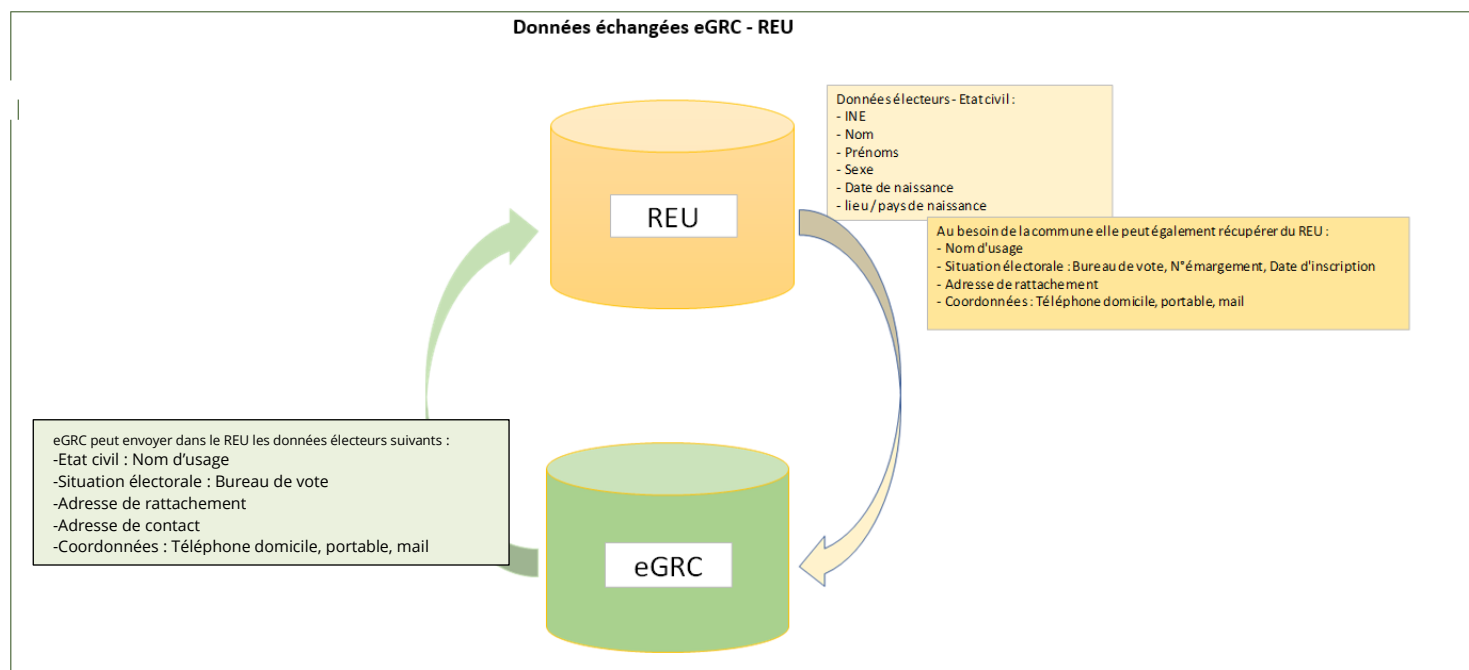 Données échangées eGRC - REU
Données électeurs - Etat civil :
- INE
- Nom
- Prénoms
- Sexe
- Date de naissance
- lieu / pays de naissance
REU
Au besoin de la commune elle peut également récupérer du REU :
- Nom d'usage
- Situation électorale : Bureau de vote, N°émargement, Date d'inscription
- Adresse de rattachement
- Coordonnées : Téléphone domicile, portable, mail
eGRC peut envoyer dans le REU les données électeurs suivants :
-Etat civil : Nom d’usage
-Situation électorale : Bureau de vote
-Adresse de rattachement
-Adresse de contact
-Coordonnées : Téléphone domicile, portable, mail
eGRC